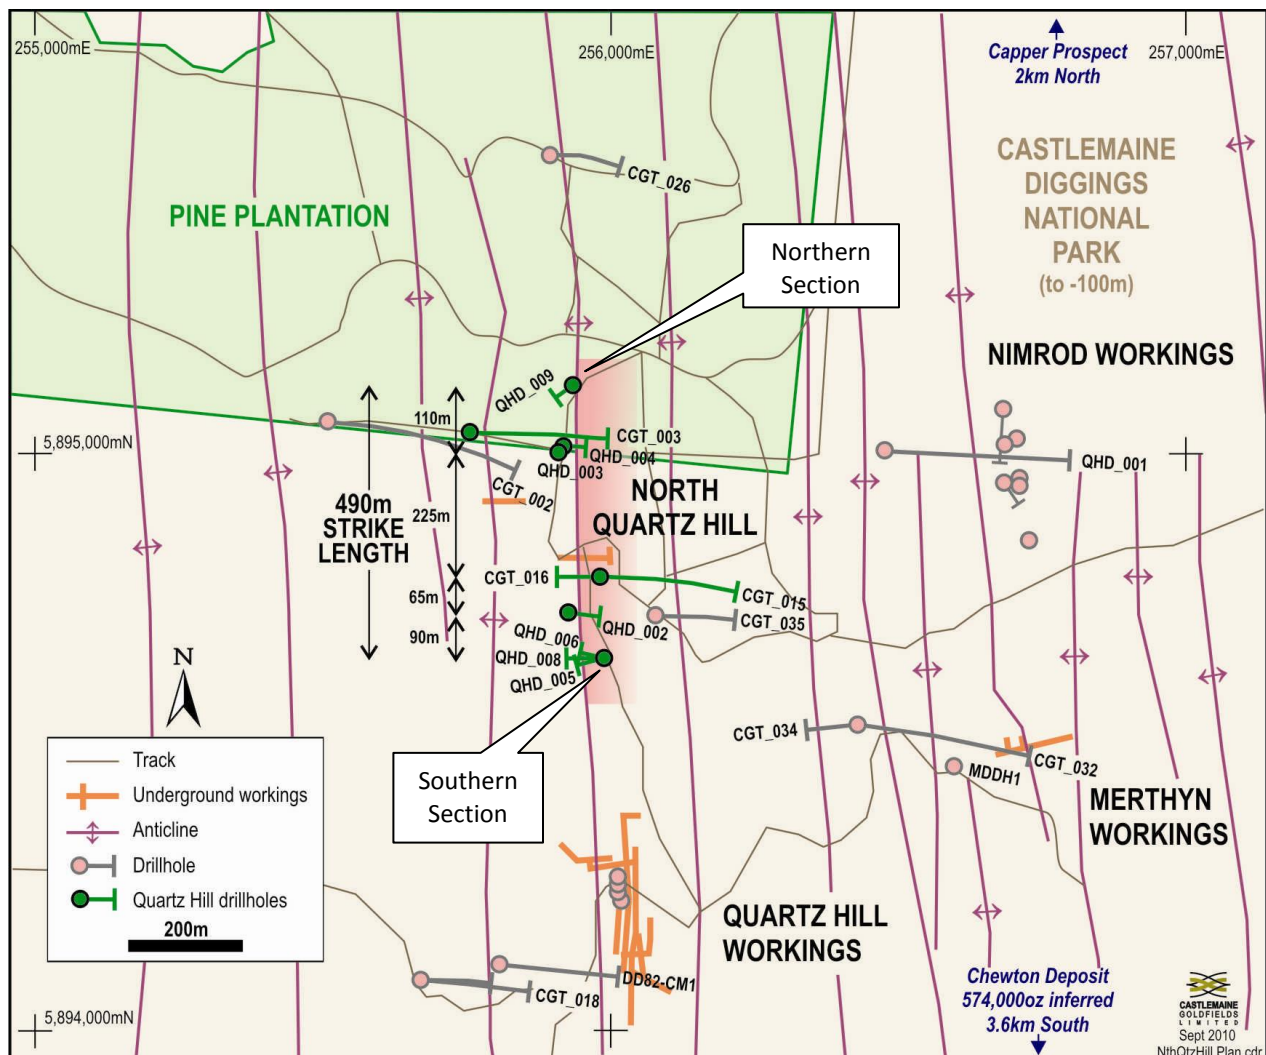 255,000mE
256,000mE
257,000mE
Capper Prospect
2km North
CASTLEMAINE
DIGGINGS
NATIONAL
PARK
(to -100m)
CGT_026
PINE PLANTATION
Northern
Section
NIMROD WORKINGS
QHD_009
110m
CGT_003
5,895,000mN
QHD_004
QHD_003
QHD_001
CGT_002
490m
STRIKE
LENGTH
225m
NORTH
QUARTZ HILL
CGT_016
CGT_015
65m
CGT_035
QHD_002
QHD_006
90m
QHD_008
QHD_005
N
CGT_034
CGT_032
MDDH1
Southern
Section
MERTHYN
WORKINGS
Track
Underground workings
Anticline
Drillhole
Quartz Hill drillholes
200m
QUARTZ HILL
WORKINGS
DD82-CM1
CGT_018
Chewton Deposit
574,000oz inferred
3.6km South
5,894,000mN
CASTLEMAINE
GOLDFIELDS
LIMITED
Sept 2010
NthQtzHill Plan.cdr